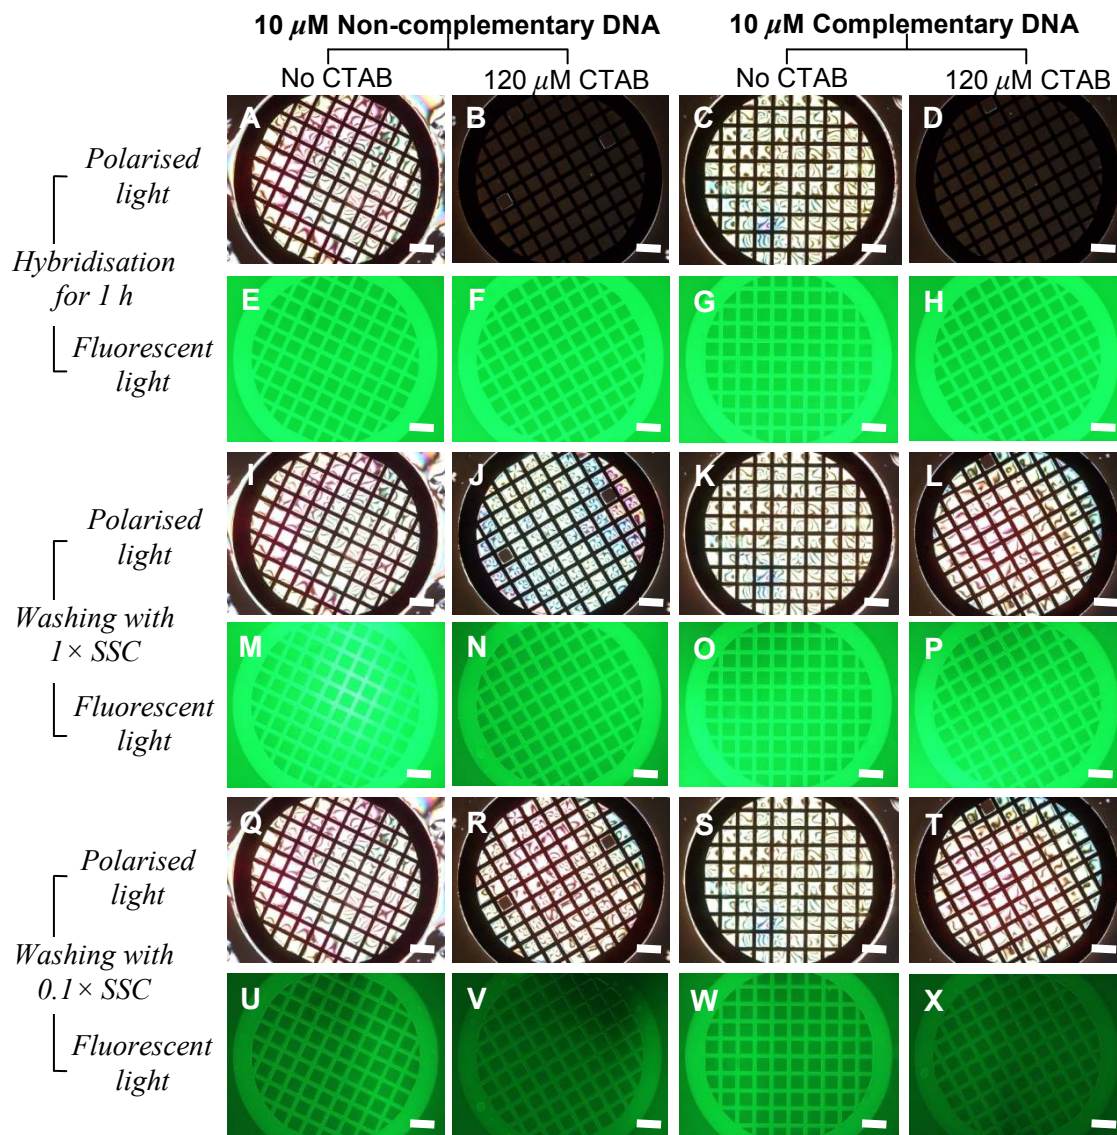 10 µM Non-complementary DNA
10 µM Complementary DNA
No CTAB
120 µM CTAB
No CTAB
120 µM CTAB
Polarised
light
Hybridisation
for 1 h
Fluorescent
light
A
B
C
D
E
F
G
H
Polarised
light
Washing with
1× SSC
Fluorescent
light
I
J
K
L
M
N
O
P
Polarised
light
Washing with
0.1× SSC
Fluorescent
light
Q
R
S
T
U
V
W
X